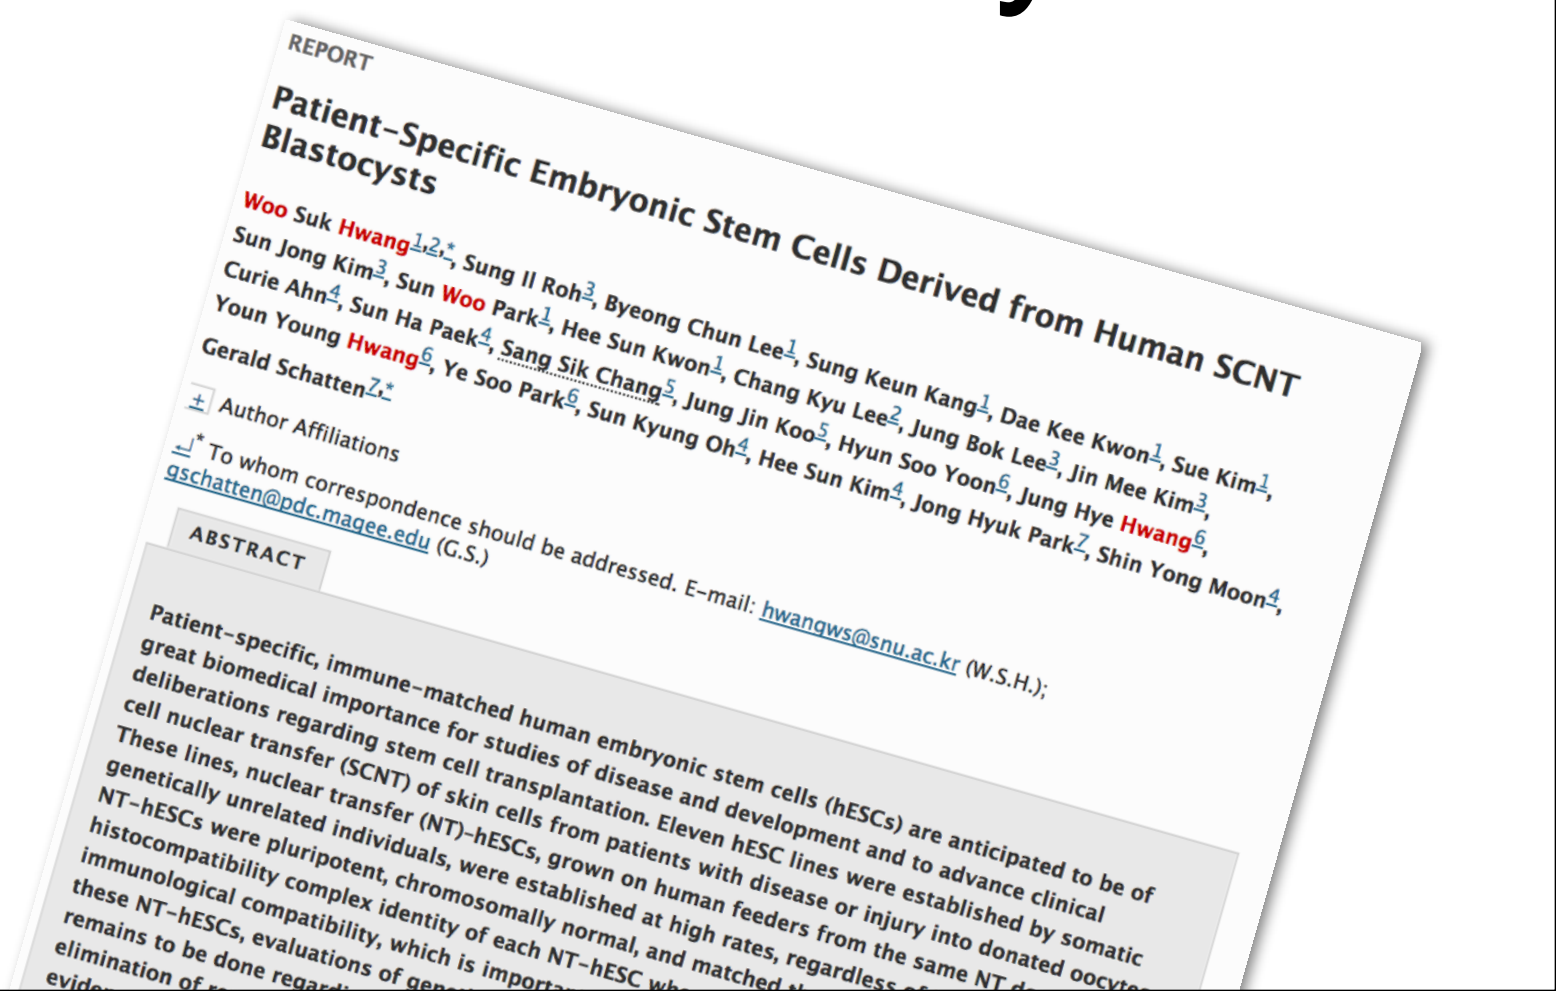 REPORT
Patient-Specific Embryonic Stem Cells Derived from Human SCNT
Blastocysts
Woo Suk Hwang1,2,*, Sung Il Roh3, Byeong Chun Lee1, Sung Keun Kang1, Dae Kee Kwon1, Sue Kim1,
Sun Jong Kim3, Sun Woo Park1, Hee Sun Kwon1, Chang Kyu Lee2, Jung Bok Lee3, Jin Mee Kim3,
Curie Ahn4, Sun Ha Paek4, Sang Sik Chang5, Jung Jin Koo5, Hyun Soo Yoon6, Jung Hye Hwang6,
Youn Young Hwang6, Ye Soo Park6, Sun Kyung Oh4, Hee Sun Kim4, Jong Hyuk Park7, Shin Yong Moon4,
Gerald Schatten7,*
+ Author Affiliations
↵* To whom correspondence should be addressed. E-mail: hwangws@snu.ac.kr (W.S.H.);
gschatten@pdc.magee.edu (G.S.)
ABSTRACT
Patient-specific, immune-matched human embryonic stem cells (hESCs) are anticipated to be of
great biomedical importance for studies of disease and development and to advance clinical
deliberations regarding stem cell transplantation. Eleven hESC lines were established by somatic
cell nuclear transfer (SCNT) of skin cells from patients with disease or injury into donated oocytes
These lines, nuclear transfer (NT)-hESCs, grown on human feeders from the same NT
genetically unrelated individuals, were established at high rates, regardless of
NT-hESCs were pluripotent, chromosomally normal, and matched
histocompatibility complex identity of each NT-hESC
immunological compatibility, which is
these NT-hESCs, evaluations of
remains to be done
elimination of